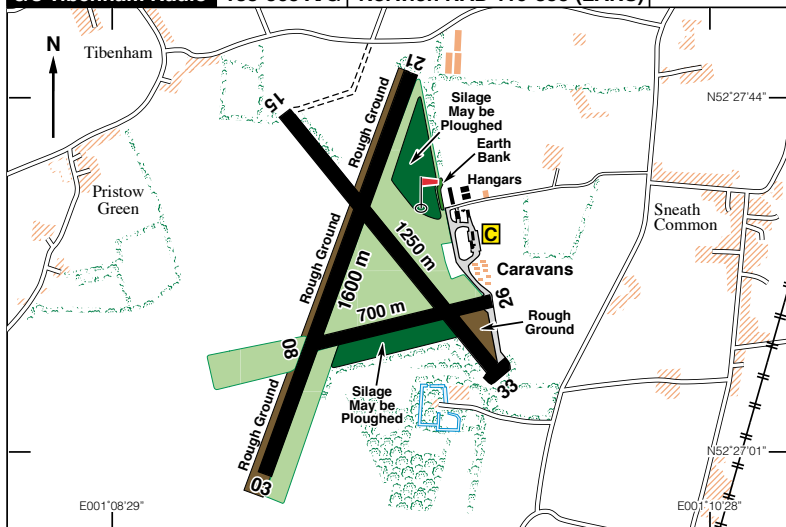 N
Tibenham
15
21
Rough Ground
Silage
May be
Ploughed
N52°27'44"
Earth
Bank
Hangars
Pristow
Green
Sneath
Common
C
1250 m
Rough Ground
1600 m
Caravans
26
700 m
Rough
Ground
08
33
Silage
May be
Ploughed
Rough Ground
03
N52°27'01"
E001°08'29"
E001°10'28"